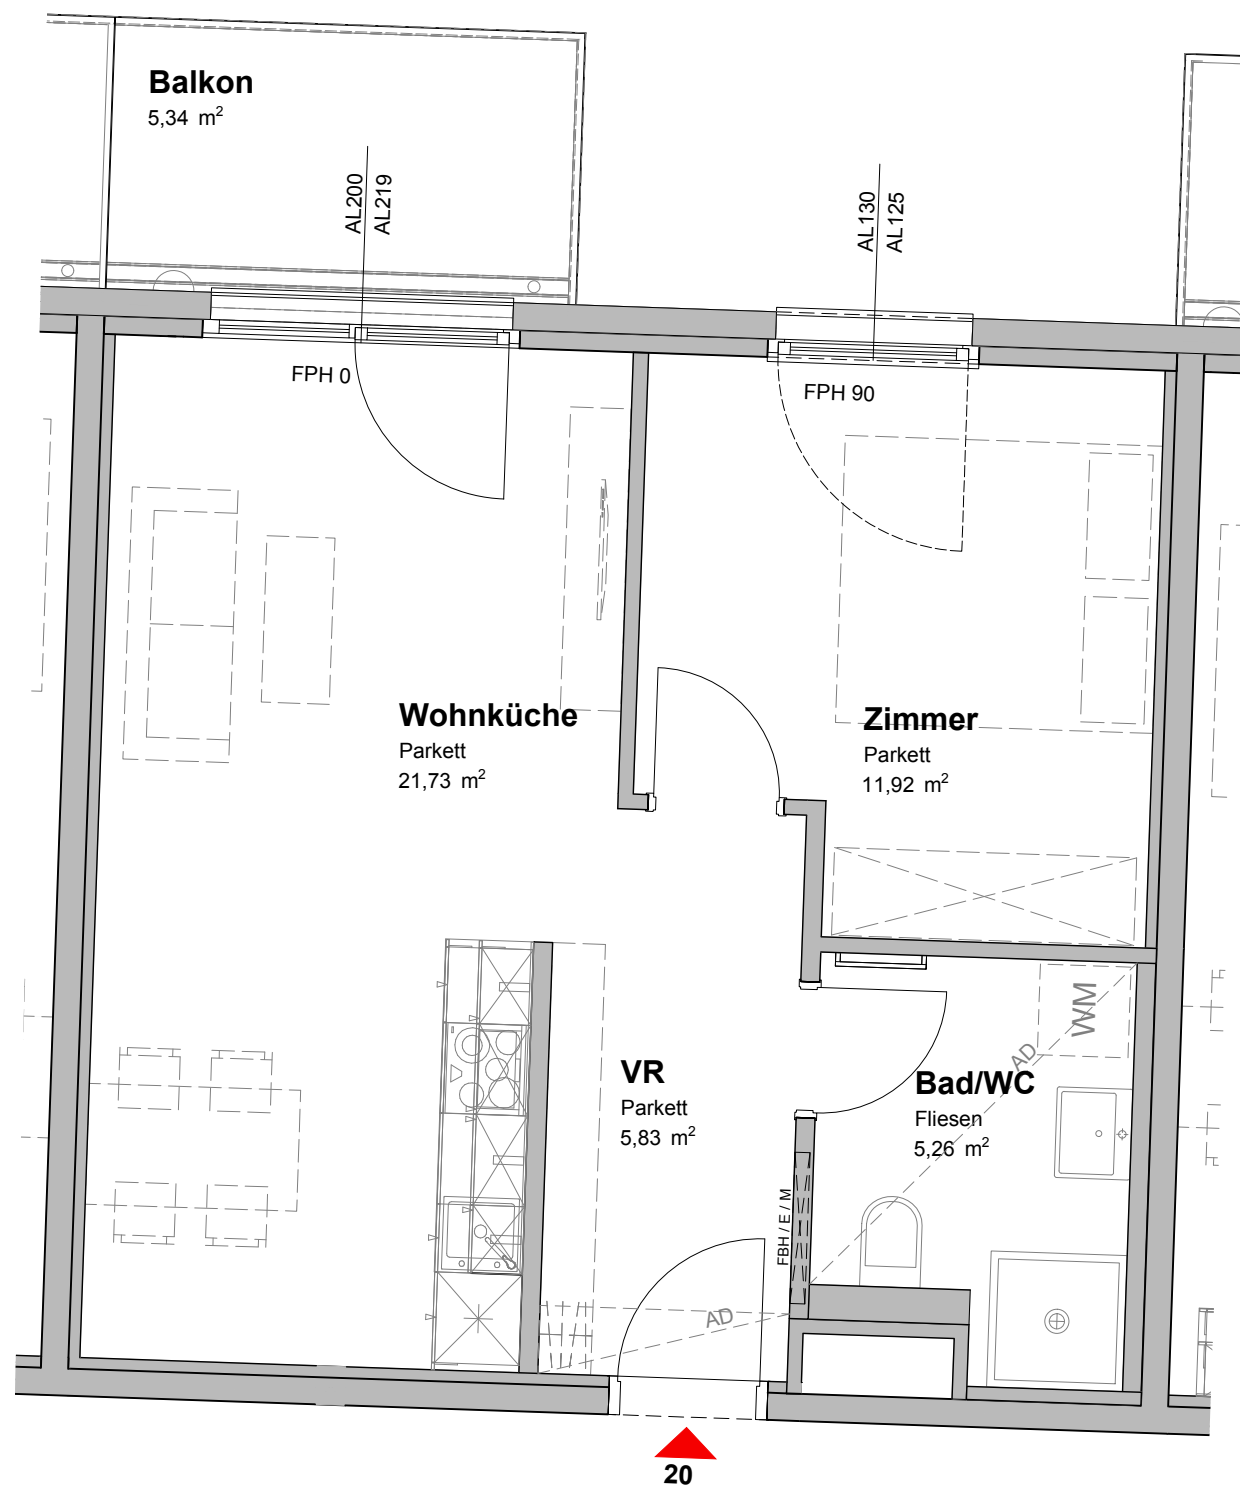 Balkon
5,34 m²
AL200
AL219
AL130
AL125
FPH 0
FPH 90
Wohnküche
Parkett
21,73 m²
Zimmer
Parkett
11,92 m²
WM
AD
VR
Parkett
5,83 m²
Bad/WC
Fliesen
5,26 m²
FBH / E / M
AD
20